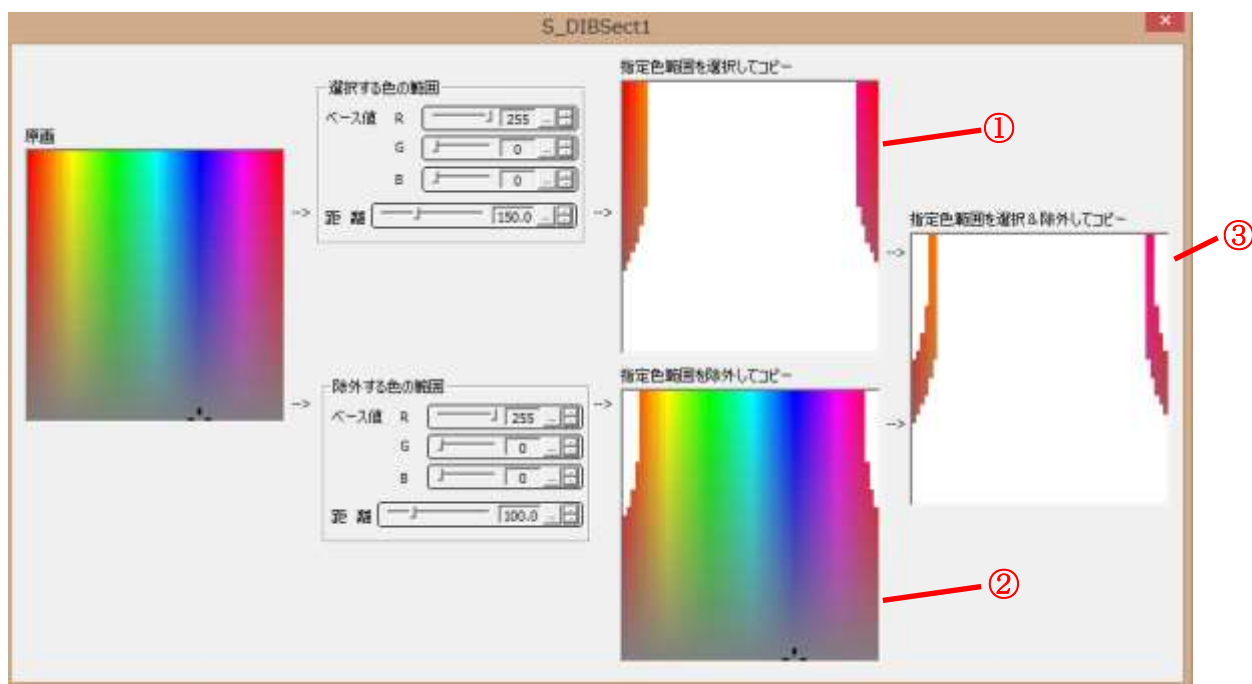 S_DIBSect1
×
指定色範囲を選択してコピー
選択する色の範囲
ベース値 R 255 ...
G 0 ...
B 0 ...
距 離 150.0 ...
原画
-->
-->
①
指定色範囲を選択&除外してコピー
③
-->
指定色範囲を除外してコピー
除外する色の範囲
ベース値 R 255 ...
G 0 ...
B 0 ...
距 離 100.0 ...
-->
-->
-->
②